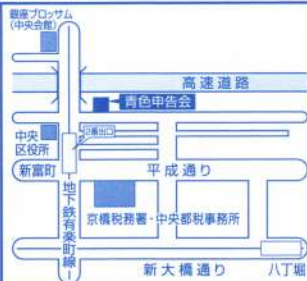 銀座ブロッサム
(中央会館)
高速道路
青色申告会
中央
区役所
2番出口
新富町
平成通り
地下鉄有楽町線
京橋税務署・中央都税事務所
新大橋通り
八丁堀